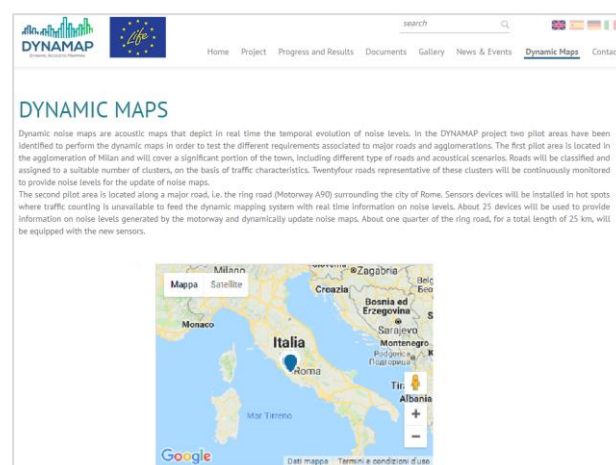 search
DYNAMAP
Dynamic Acoustic Mapping
Life
Home Project Progress and Results Documents Gallery News & Events Dynamic Maps Contac
DYNAMIC MAPS
Dynamic noise maps are acoustic maps that depict in real time the temporal evolution of noise levels. In the DYNAMAP project two pilot areas have been
identified to perform the dynamic maps in order to test the different requirements associated to major roads and agglomerations. The first pilot area is located in
the agglomeration of Milan and will cover a significant portion of the town, including different type of roads and acoustical scenarios. Roads will be classified and
assigned to a suitable number of clusters, on the basis of traffic characteristics. Twentyfour roads representative of these clusters will be continuously monitored
to provide noise levels for the update of noise maps.
The second pilot area is located along a major road, i.e. the ring road (Motorway A90) surrounding the city of Rome. Sensors devices will be installed in hot spots
where traffic counting is unavailable to feed the dynamic mapping system with real time information on noise levels. About 25 devices will be used to provide
information on noise levels generated by the motorway and dynamically update noise maps. About one quarter of the ring road, for a total length of 25 km, will
be equipped with the new sensors.
Milano
Zagabria
Mappa Satellite
Croazia
Belg
Бео
Bosnia ed
Erzegovina
Sarajevo
Monaco
Montenegro
Italia
Podgorica
Подгорица
Roma
Tir
Albania
Mar Tirreno
Google
Dati mappa Termini e condizioni d'uso